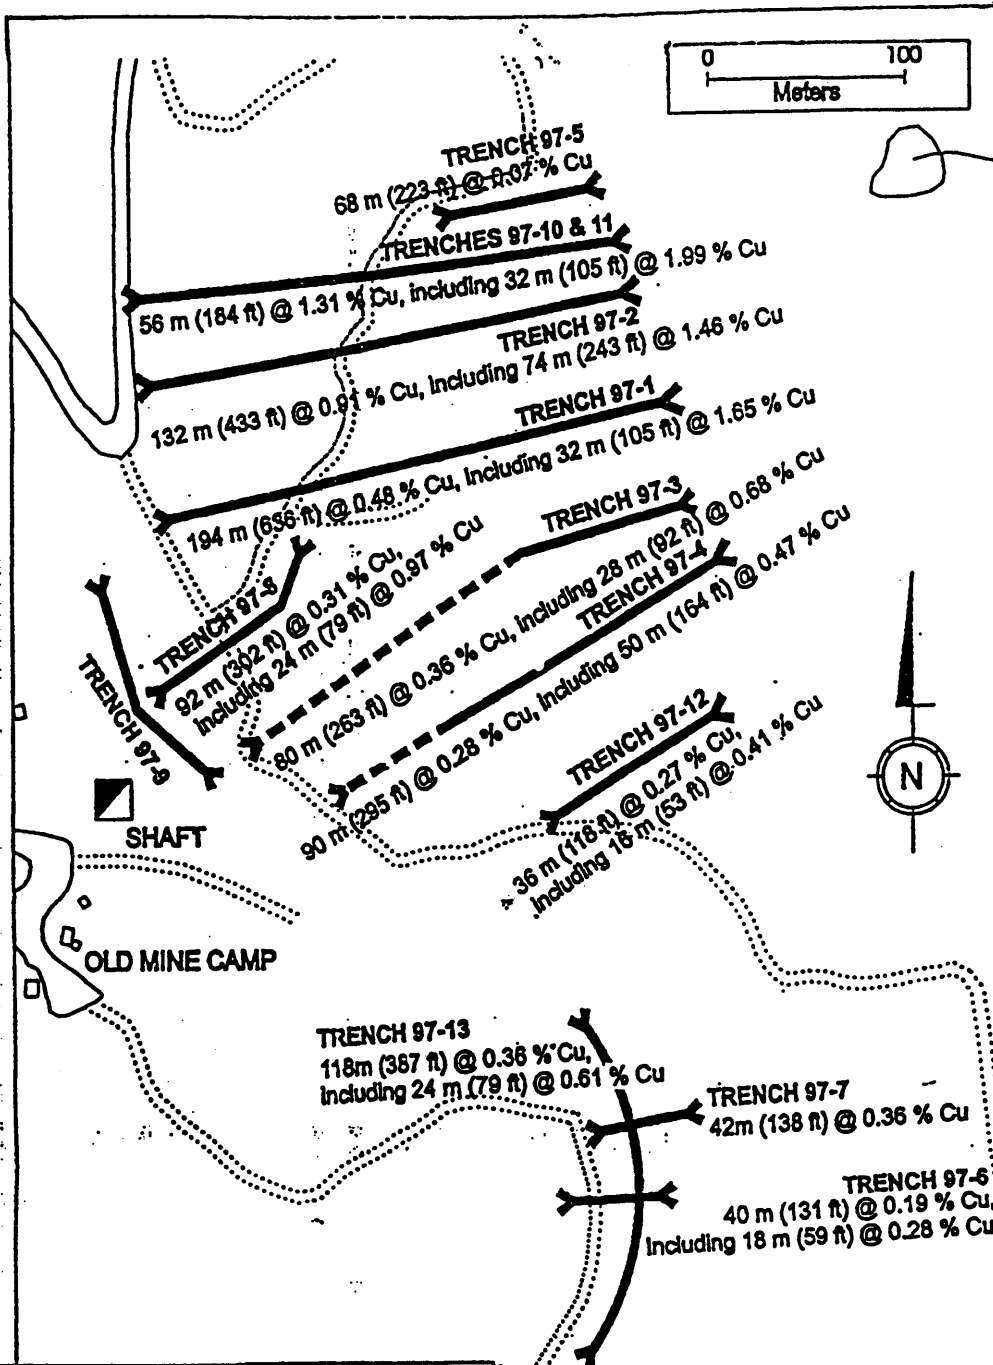 0 100
Meters
TRENCH 97-5
68 m (223 ft) @ 0.07 % Cu
TRENCHES 97-10 & 11
56 m (184 ft) @ 1.31 % Cu, including 32 m (105 ft) @ 1.99 % Cu
TRENCH 97-2
132 m (433 ft) @ 0.91 % Cu, including 74 m (243 ft) @ 1.46 % Cu
TRENCH 97-1
194 m (636 ft) @ 0.48 % Cu, including 32 m (105 ft) @ 1.65 % Cu
TRENCH 97-3
80 m (263 ft) @ 0.36 % Cu, including 28 m (92 ft) @ 0.68 % Cu
TRENCH 97-8
92 m (302 ft) @ 0.31 % Cu,
including 24 m (79 ft) @ 0.97 % Cu
TRENCH 97-4
90 m (295 ft) @ 0.28 % Cu, including 50 m (164 ft) @ 0.47 % Cu
TRENCH 97-9
TRENCH 97-12
36 m (118 ft) @ 0.27 % Cu,
including 16 m (53 ft) @ 0.41 % Cu
N
SHAFT
OLD MINE CAMP
TRENCH 97-13
118m (387 ft) @ 0.36 % Cu,
including 24 m (79 ft) @ 0.61 % Cu
TRENCH 97-7
42m (138 ft) @ 0.36 % Cu
TRENCH 97-6
40 m (131 ft) @ 0.19 % Cu,
including 18 m (59 ft) @ 0.28 % Cu